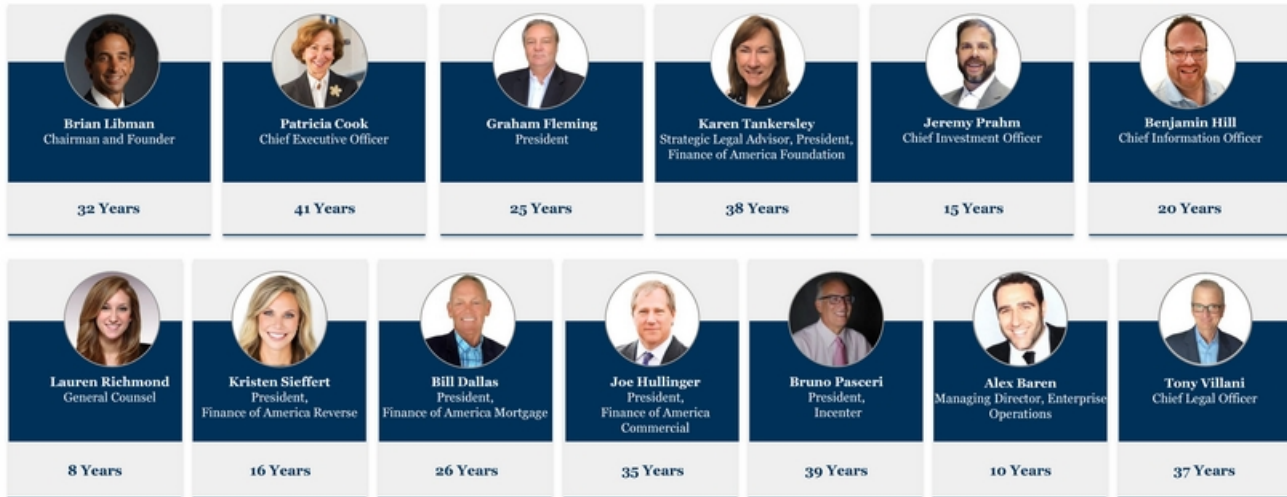 Brian Libman
Chairman and Founder
32 Years
Patricia Cook
Chief Executive Officer
41 Years
Graham Fleming
President
25 Years
Karen Tankersley
Strategic Legal Advisor, President,
Finance of America Foundation
38 Years
Jeremy Prahm
Chief Investment Officer
15 Years
Benjamin Hill
Chief Information Officer
20 Years
Lauren Richmond
General Counsel
8 Years
Kristen Sieffert
President,
Finance of America Reverse
16 Years
Bill Dallas
President,
Finance of America Mortgage
26 Years
Joe Hullinger
President,
Finance of America
Commercial
35 Years
Bruno Pasceri
President,
Incenter
39 Years
Alex Baren
Managing Director, Enterprise
Operations
10 Years
Tony Villani
Chief Legal Officer
37 Years